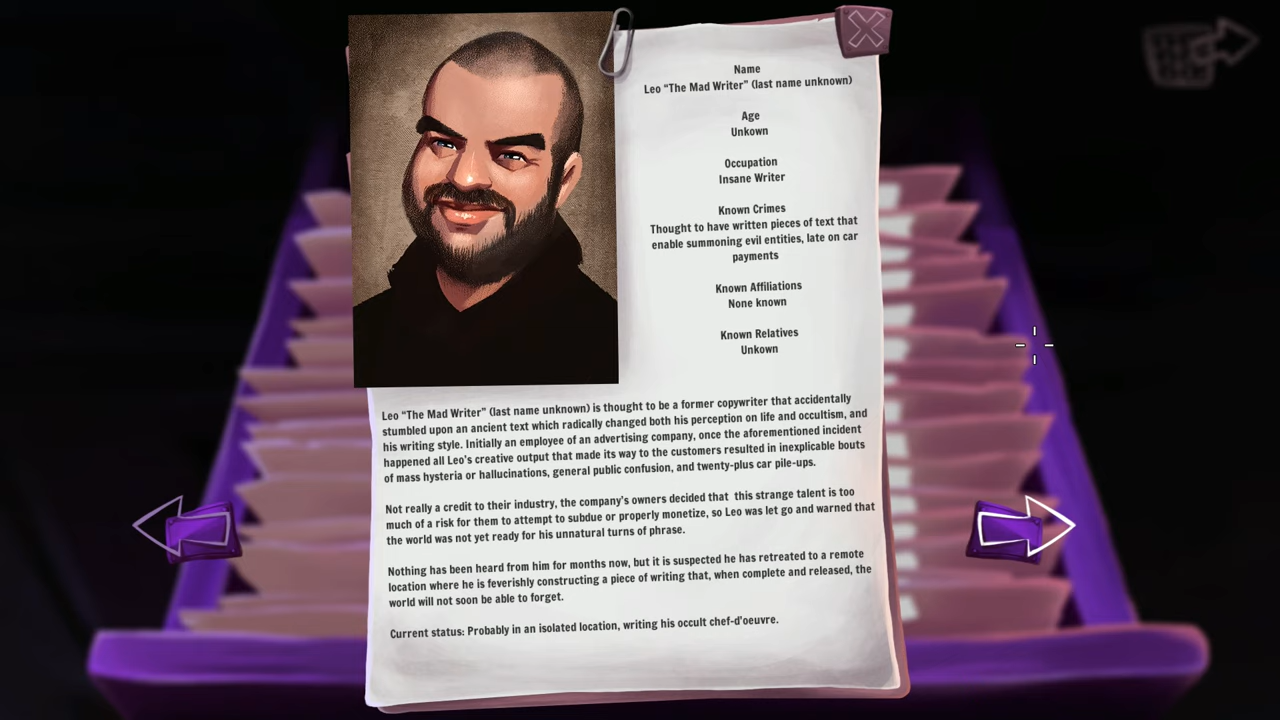 Name
Leo “The Mad Writer” (last name unknown)
Age
Unkown
Occupation
Insane Writer
Known Crimes
Thought to have written pieces of text that
enable summoning evil entities, late on car
payments
Known Affiliations
None known
Known Relatives
Unkown
Leo “The Mad Writer” (last name unknown) is thought to be a former copywriter that accidentally
stumbled upon an ancient text which radically changed both his perception on life and occultism, and
his writing style. Initially an employee of an advertising company, once the aforementioned incident
happened all Leo's creative output that made its way to the customers resulted in inexplicable bouts
of mass hysteria or hallucinations, general public confusion, and twenty-plus car pile-ups.
Not really a credit to their industry, the company's owners decided that this strange talent is too
much of a risk for them to attempt to subdue or properly monetize, so Leo was let go and warned that
the world was not yet ready for his unnatural turns of phrase.
Nothing has been heard from him for months now, but it is suspected he has retreated to a remote
location where he is feverishly constructing a piece of writing that, when complete and released, the
world will not soon be able to forget.
Current status: Probably in an isolated location, writing his occult chef-d'oeuvre.